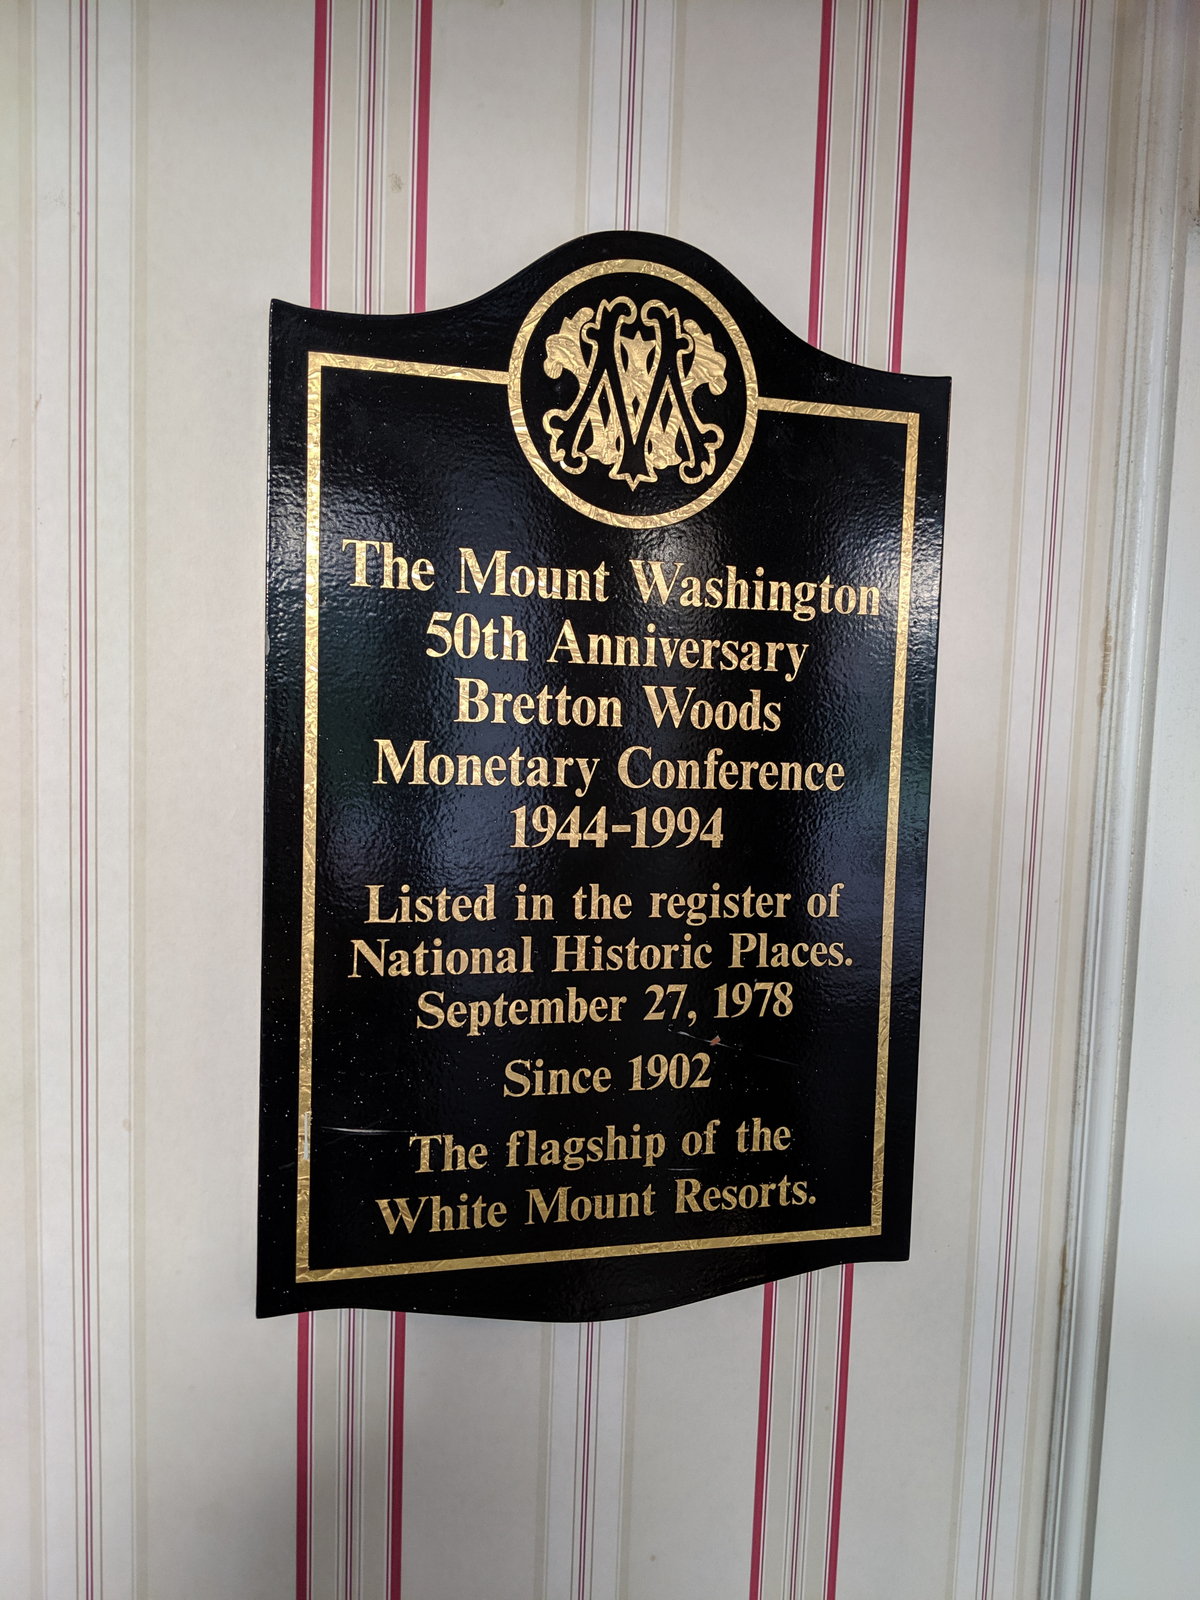 The Mount Washington
50th Anniversary
Bretton Woods
Monetary Conference
1944-1994
Listed in the register of
National Historic Places.
September 27, 1978
Since 1902
The flagship of the
White Mount Resorts.